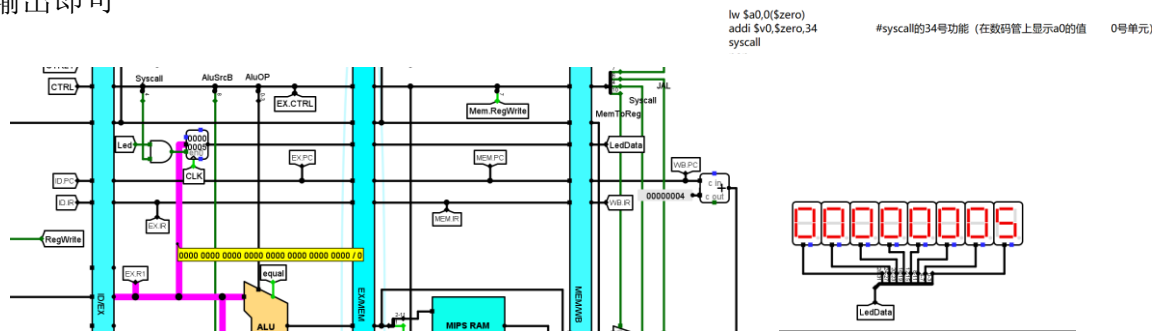 输出即可
lw $a0,0($zero)
addi $v0,$zero,34 #syscall的34号功能（在数码管上显示a0的值 0号单元)
syscall
CTRL
Syscall
AluSrcB
AluOP
EX.CTRL
Mem.RegWrite
JAL
Syscall
MemToReg
Led
0000
0005
CLK
LedData
ID.PC
EX.PC
MEM.PC
WB.PC
c in
+
c out
00000004
ID.IR
EX.IR
MEM.IR
WB.IR
RegWrite
0000 0000 0000 0000 0000 0000 0000 0000 / 0
EX.R1
equal
ID/EX
EX/MEM
MEM/WB
ALU
MIPS RAM
00000005
LedData